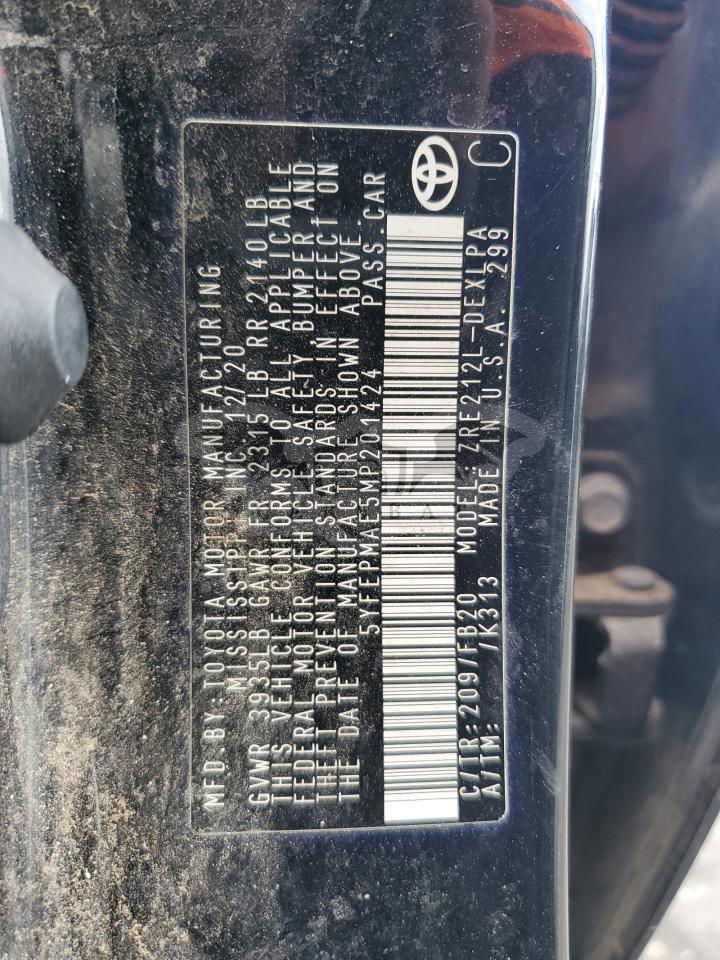 MFD.BY:TOYOTA MOTOR MANUFACTURING
MISSISSIPPI, INC. 12/20
GVWR 3935LB GAWR FR 2315 LB RR 2140LB
THIS VEHICLE CONFORMS TO ALL APPLICABLE
FEDERAL MOTOR VEHICLE SAFETY, BUMPER AND
THEFT PREVENTION STANDARDS IN EFFECT ON
THE DATE OF MANUFACTURE SHOWN ABOVE.
5YFEPMAE5MP201424 PASS.CAR
C/TR:209/FB20 MODEL:ZRE212L-DEXLPA
A/TM: /K313 MADE IN U.S.A. 299 C